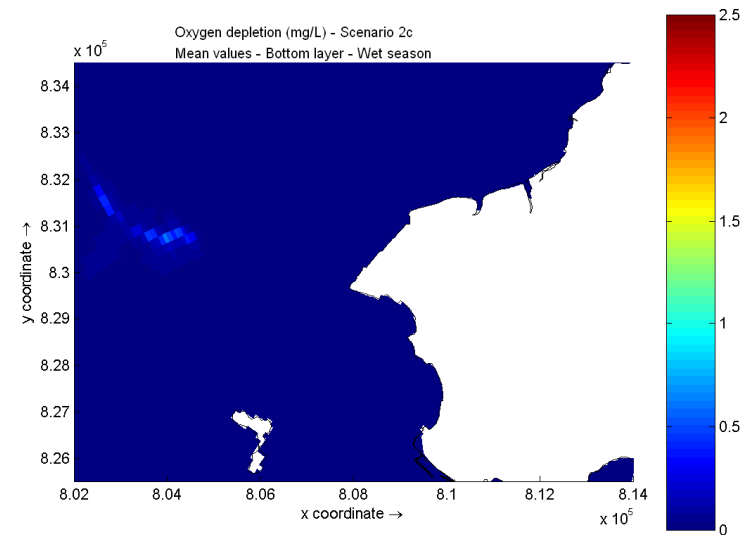 Oxygen depletion (mg/L) - Scenario 2c
Mean values - Bottom layer - Wet season
x 10^5
8.34
8.33
8.32
8.31
8.3
8.29
8.28
8.27
8.26
y coordinate →
8.02 8.04 8.06 8.08 8.1 8.12 8.14
x coordinate →
x 10^5
2.5
2
1.5
1
0.5
0